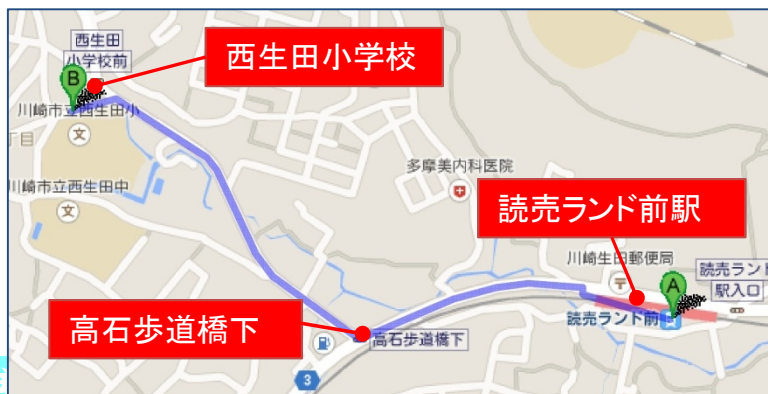 西生田
小学校前
西生田小学校
B
川崎市立西生田小
丁目
文
多摩美内科医院
川崎市立西生田中
文
読売ランド前駅
川崎生田郵便局
〒
A
読売ランド
駅入口
読売ランド前
高石歩道橋下
高石歩道橋下
3